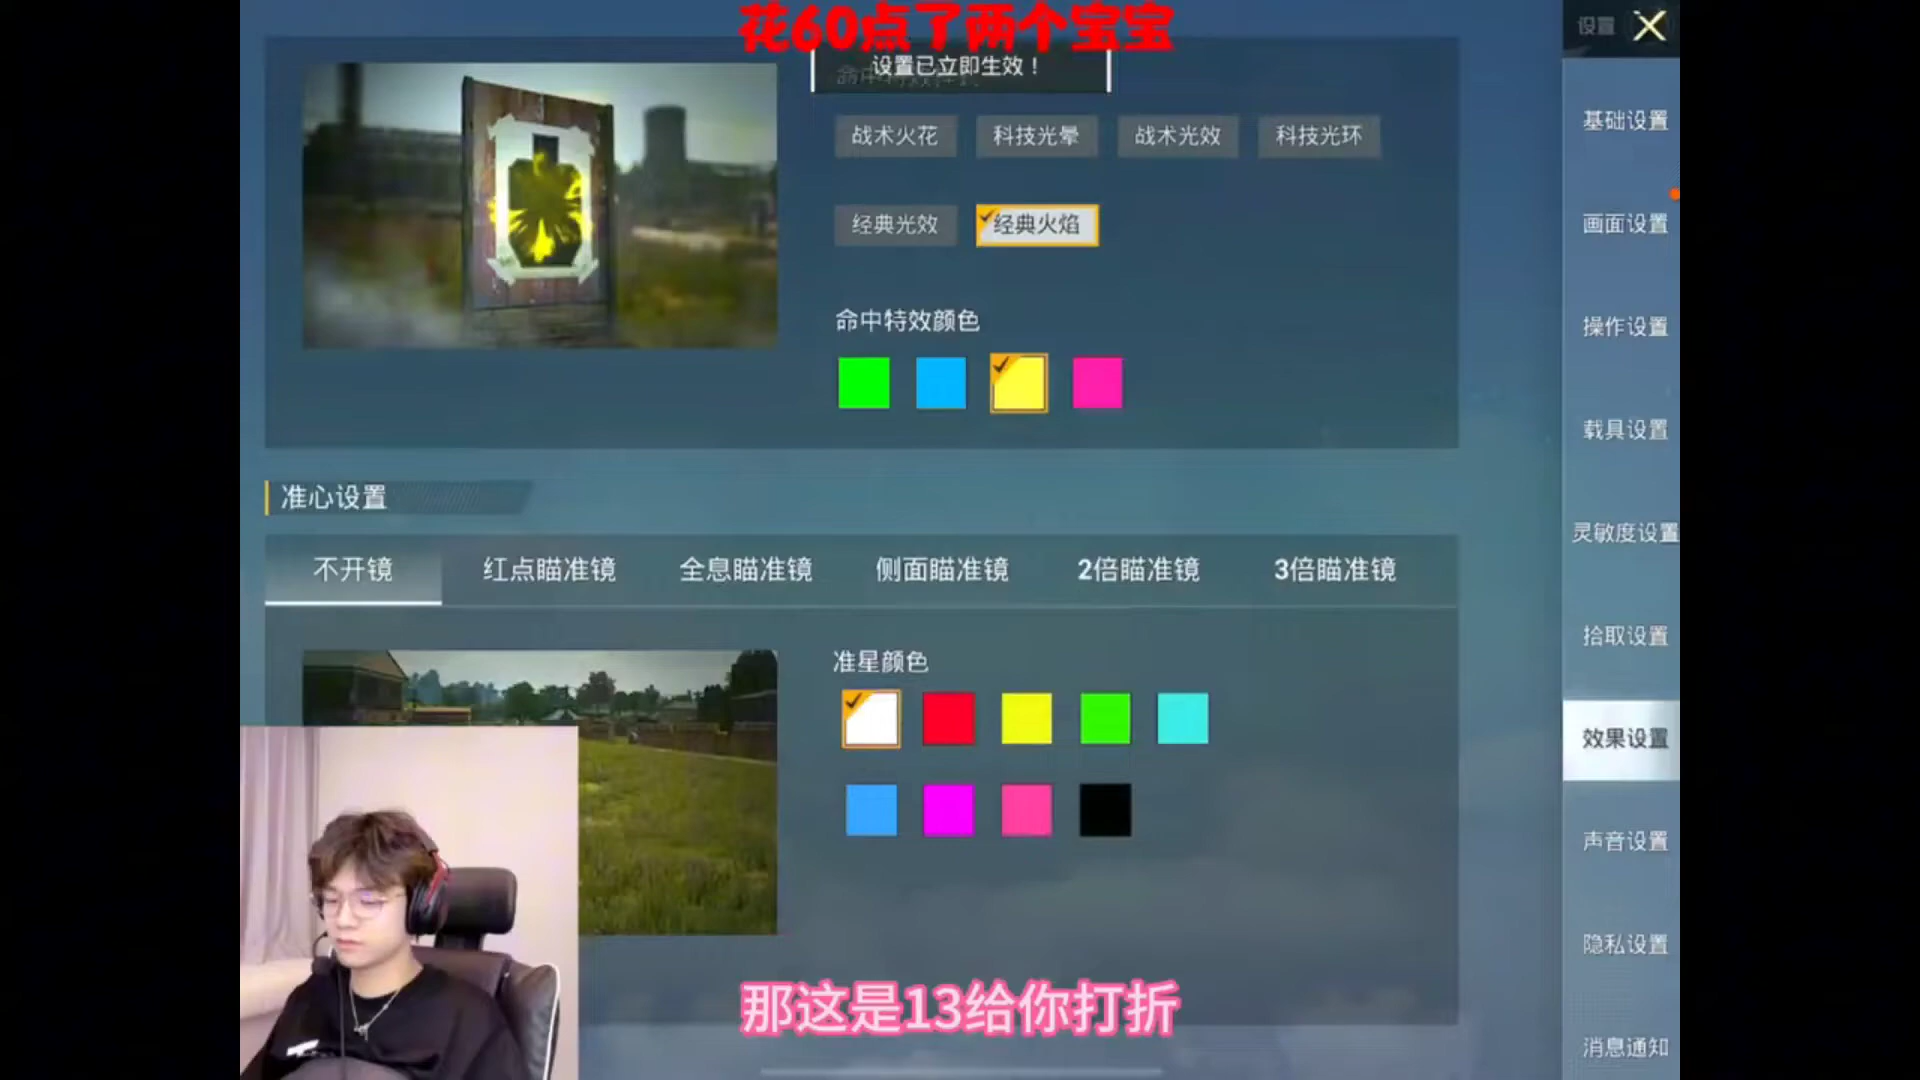 花60点了两个宝宝
设置
设置已立即生效！
战术火花 科技光晕 战术光效 科技光环
经典光效 经典火焰
命中特效颜色
准心设置
不开镜 红点瞄准镜 全息瞄准镜 侧面瞄准镜 2倍瞄准镜 3倍瞄准镜
准星颜色
基础设置
画面设置
操作设置
载具设置
灵敏度设置
拾取设置
效果设置
声音设置
隐私设置
消息通知
那这是13给你打折